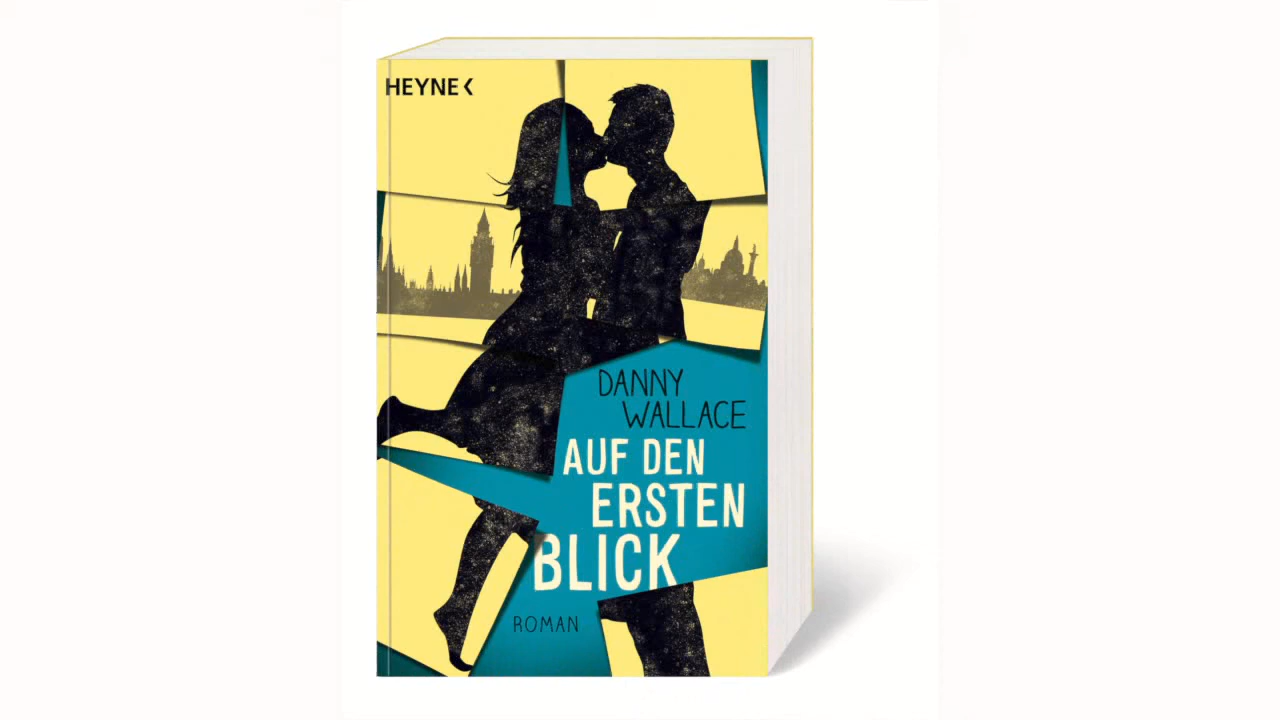 HEYNE
DANNY
WALLACE
AUF DEN
ERSTEN
BLICK
ROMAN